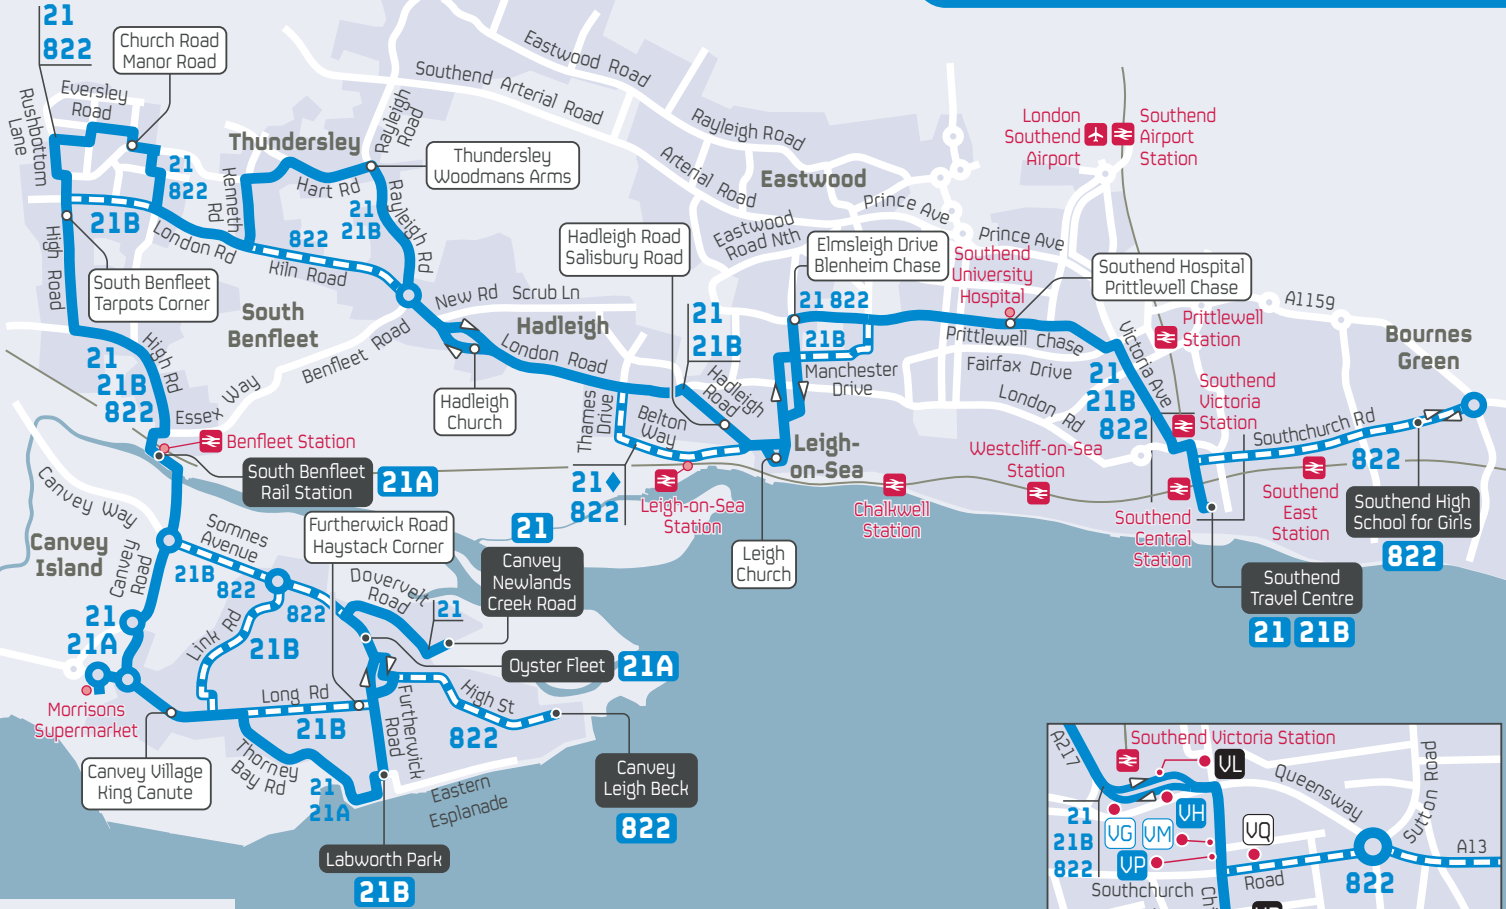 21
822
Church Road
Manor Road
Eversley
Road
Rushbottom
Lane
21
822
21B
High Road
South Benfleet
Tarpots Corner
London Rd
Thundersley
Kenneth
Rd
Hart Rd
Rayleigh
Road
Thundersley
Woodmans Arms
21
21B
Rayleigh Rd
822
Kiln Road
South
Benfleet
21
21B
822
High Rd
Essex Way
Benfleet Road
Benfleet Station
South Benfleet
Rail Station
21A
New Rd
Scrub Ln
Hadleigh
London Road
Hadleigh
Church
Eastwood Road
Southend Arterial Road
Rayleigh Road
Arterial Road
Eastwood
Prince Ave
Prince Ave
Eastwood
Road Nth
Hadleigh Road
Salisbury Road
21
21B
Elmsleigh Drive
Blenheim Chase
21 822
21B
Manchester
Drive
Thames
Drive
Belton
Way
Hadleigh
Road
21♦
822
Leigh-on-Sea
Station
Leigh-
on-Sea
Leigh
Church
Chalkwell
Station
Westcliff-on-Sea
Station
London
Southend
Airport
Southend
Airport
Station
Southend
University
Hospital
Southend Hospital
Prittlewell Chase
Prittlewell Chase
Fairfax Drive
London Rd
Victoria Ave
A1159
Prittlewell
Station
21
21B
822
Southend
Victoria
Station
Southchurch Rd
822
Bournes
Green
Southend
Central
Station
Southend
East
Station
Southend High
School for Girls
822
Southend
Travel Centre
21 21B
Canvey Way
Canvey
Island
Canvey
Road
Somnes
Avenue
21B
822
822
Furtherwick Road
Haystack Corner
Dovervelt
Road
21
21
Canvey
Newlands
Creek Road
21
21A
Link Rd
21B
Oyster Fleet
21A
Morrisons
Supermarket
Long Rd
21B
Furtherwick
Road
High St
822
Canvey Village
King Canute
Thorney
Bay Rd
21
21A
Eastern
Esplanade
Canvey
Leigh Beck
822
Labworth Park
21B
A217
Southend Victoria Station
VL
Queensway
Sutton Road
21
21B
822
VG
VM
VH
VP
VQ
A13
Southchurch
Road
822